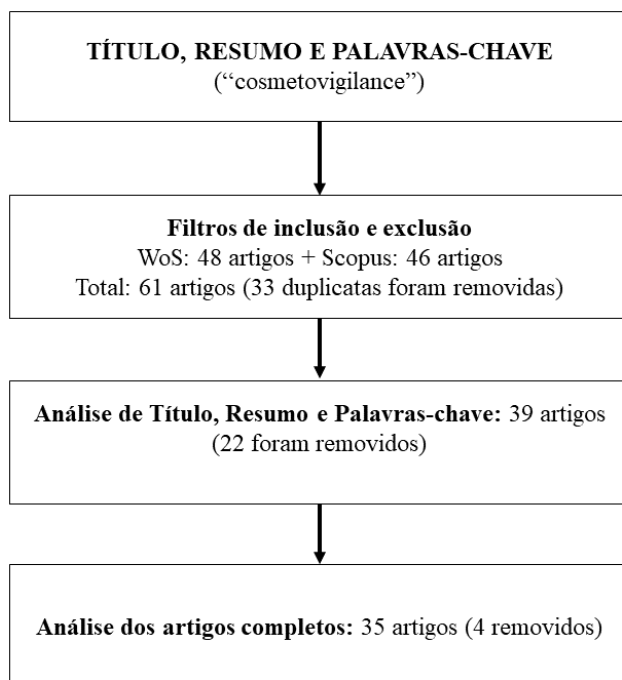 TÍTULO, RESUMO E PALAVRAS-CHAVE
(“cosmetovigilance”)
Filtros de inclusão e exclusão
WoS: 48 artigos + Scopus: 46 artigos
Total: 61 artigos (33 duplicatas foram removidas)
Análise de Título, Resumo e Palavras-chave: 39 artigos
(22 foram removidos)
Análise dos artigos completos: 35 artigos (4 removidos)